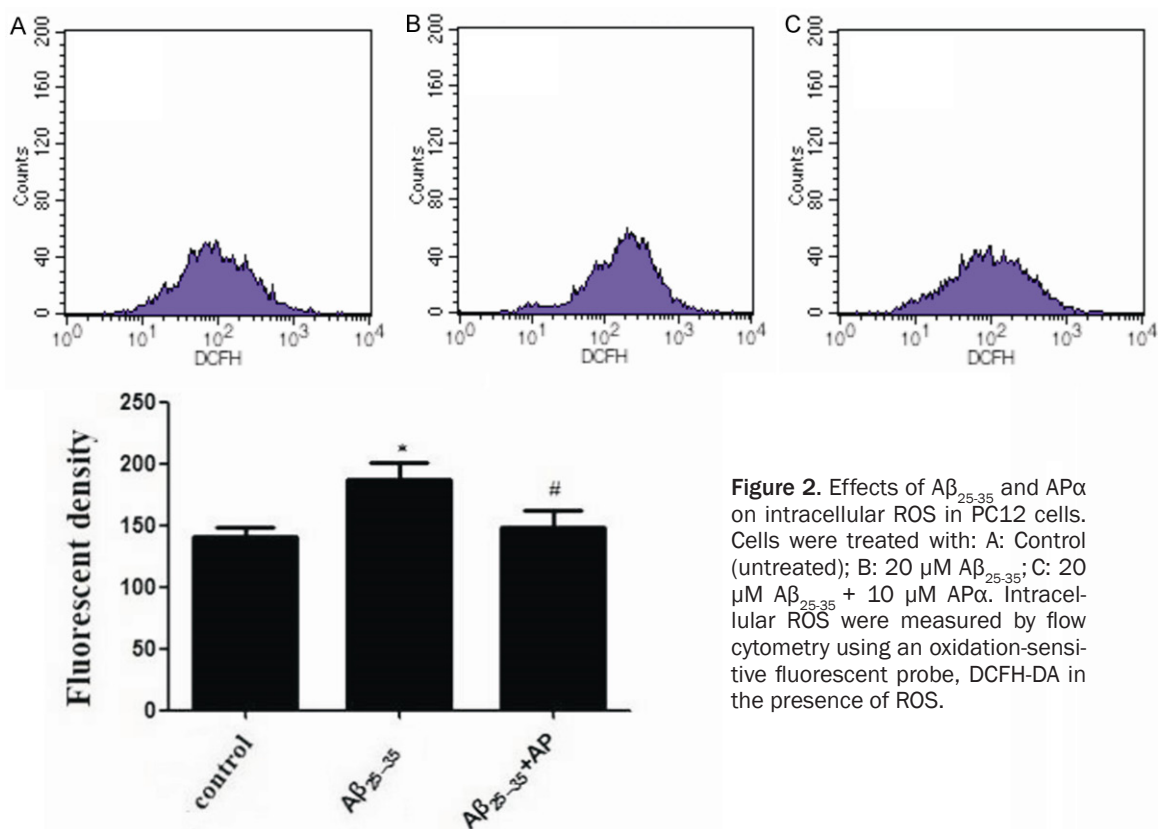 A
200
160
120
80
40
0
Counts
10^0 10^1 10^2 10^3 10^4
DCFH
B
200
160
120
80
40
0
Counts
10^0 10^1 10^2 10^3 10^4
DCFH
C
200
160
120
80
40
0
Counts
10^0 10^1 10^2 10^3 10^4
DCFH
Fluorescent density
250
200
150
100
50
0
*
#
control
Aβ25-35
Aβ25-35+AP
Figure 2. Effects of Aβ25-35 and APα
on intracellular ROS in PC12 cells.
Cells were treated with: A: Control
(untreated); B: 20 μM Aβ25-35; C: 20
μM Aβ25-35 + 10 μM APα. Intracel-
lular ROS were measured by flow
cytometry using an oxidation-sensi-
tive fluorescent probe, DCFH-DA in
the presence of ROS.